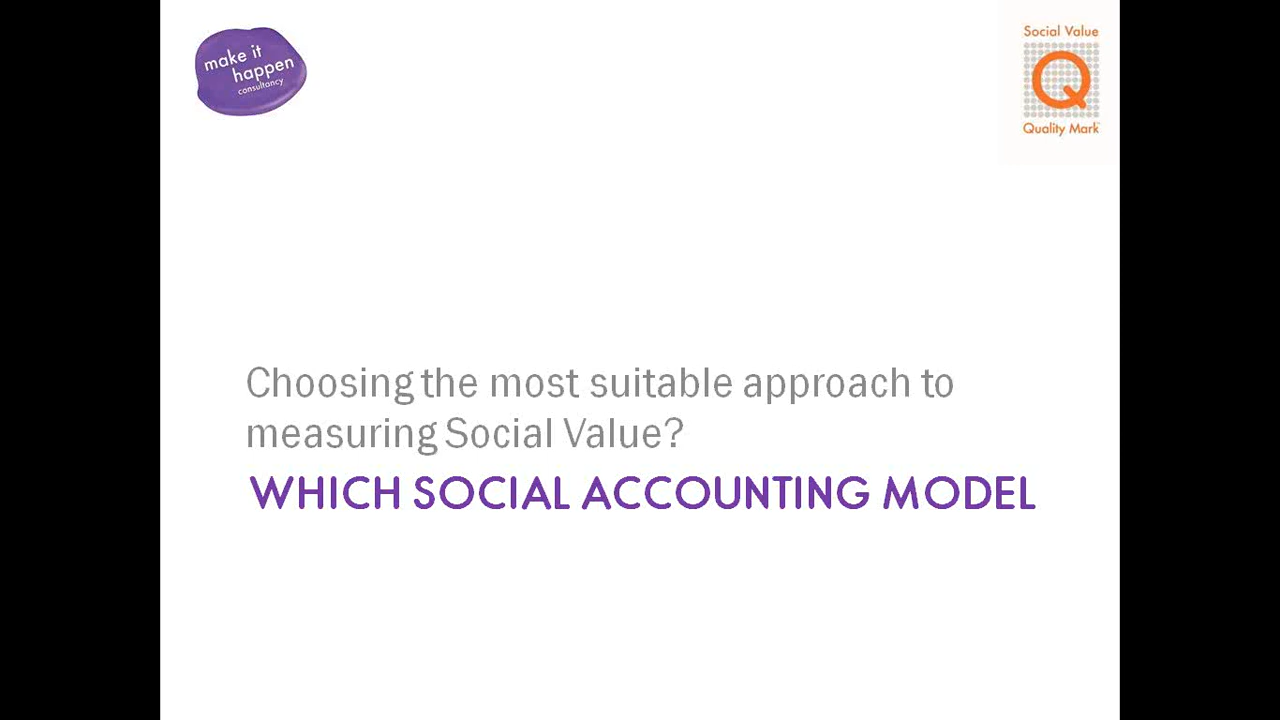 make it
happen
consultancy
Social Value
Q
Quality Mark™
Choosing the most suitable approach to
measuring Social Value?
WHICH SOCIAL ACCOUNTING MODEL